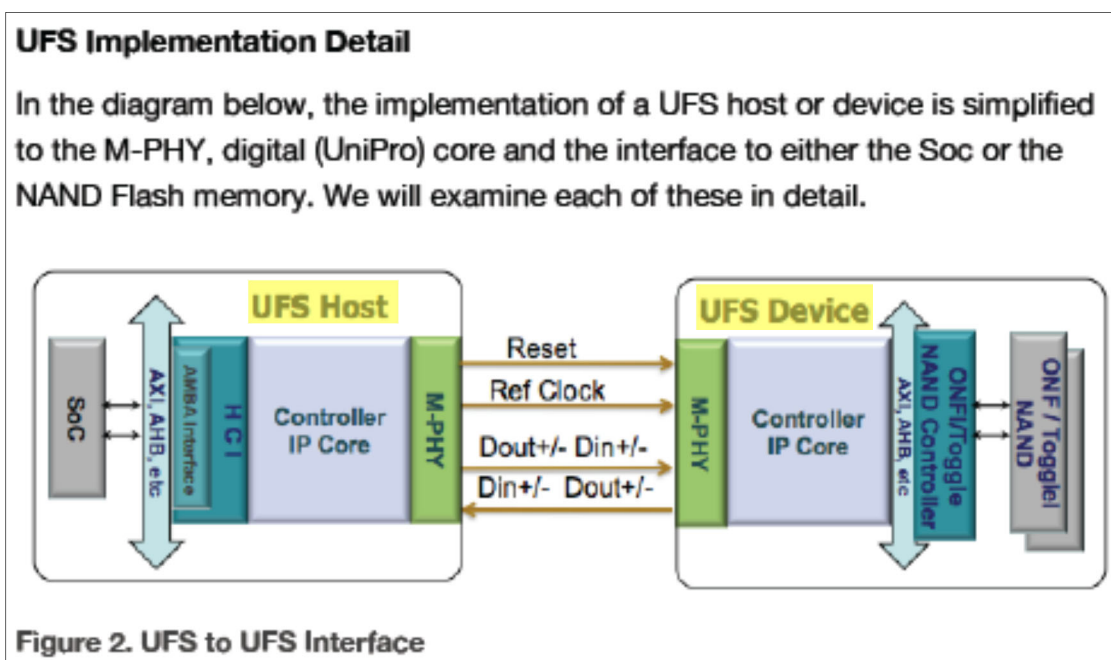 UFS Implementation Detail
In the diagram below, the implementation of a UFS host or device is simplified
to the M-PHY, digital (UniPro) core and the interface to either the Soc or the
NAND Flash memory. We will examine each of these in detail.
UFS Host
SoC
AXI, AHB, etc
AMBA Interface
HCI
Controller
IP Core
M-PHY
Reset
Ref Clock
Dout+/- Din+/-
Din+/- Dout+/-
UFS Device
M-PHY
Controller
IP Core
AXI, AHB, etc
ONFI/Toggle
NAND Controller
ONF / Togglel
NAND
Figure 2. UFS to UFS Interface